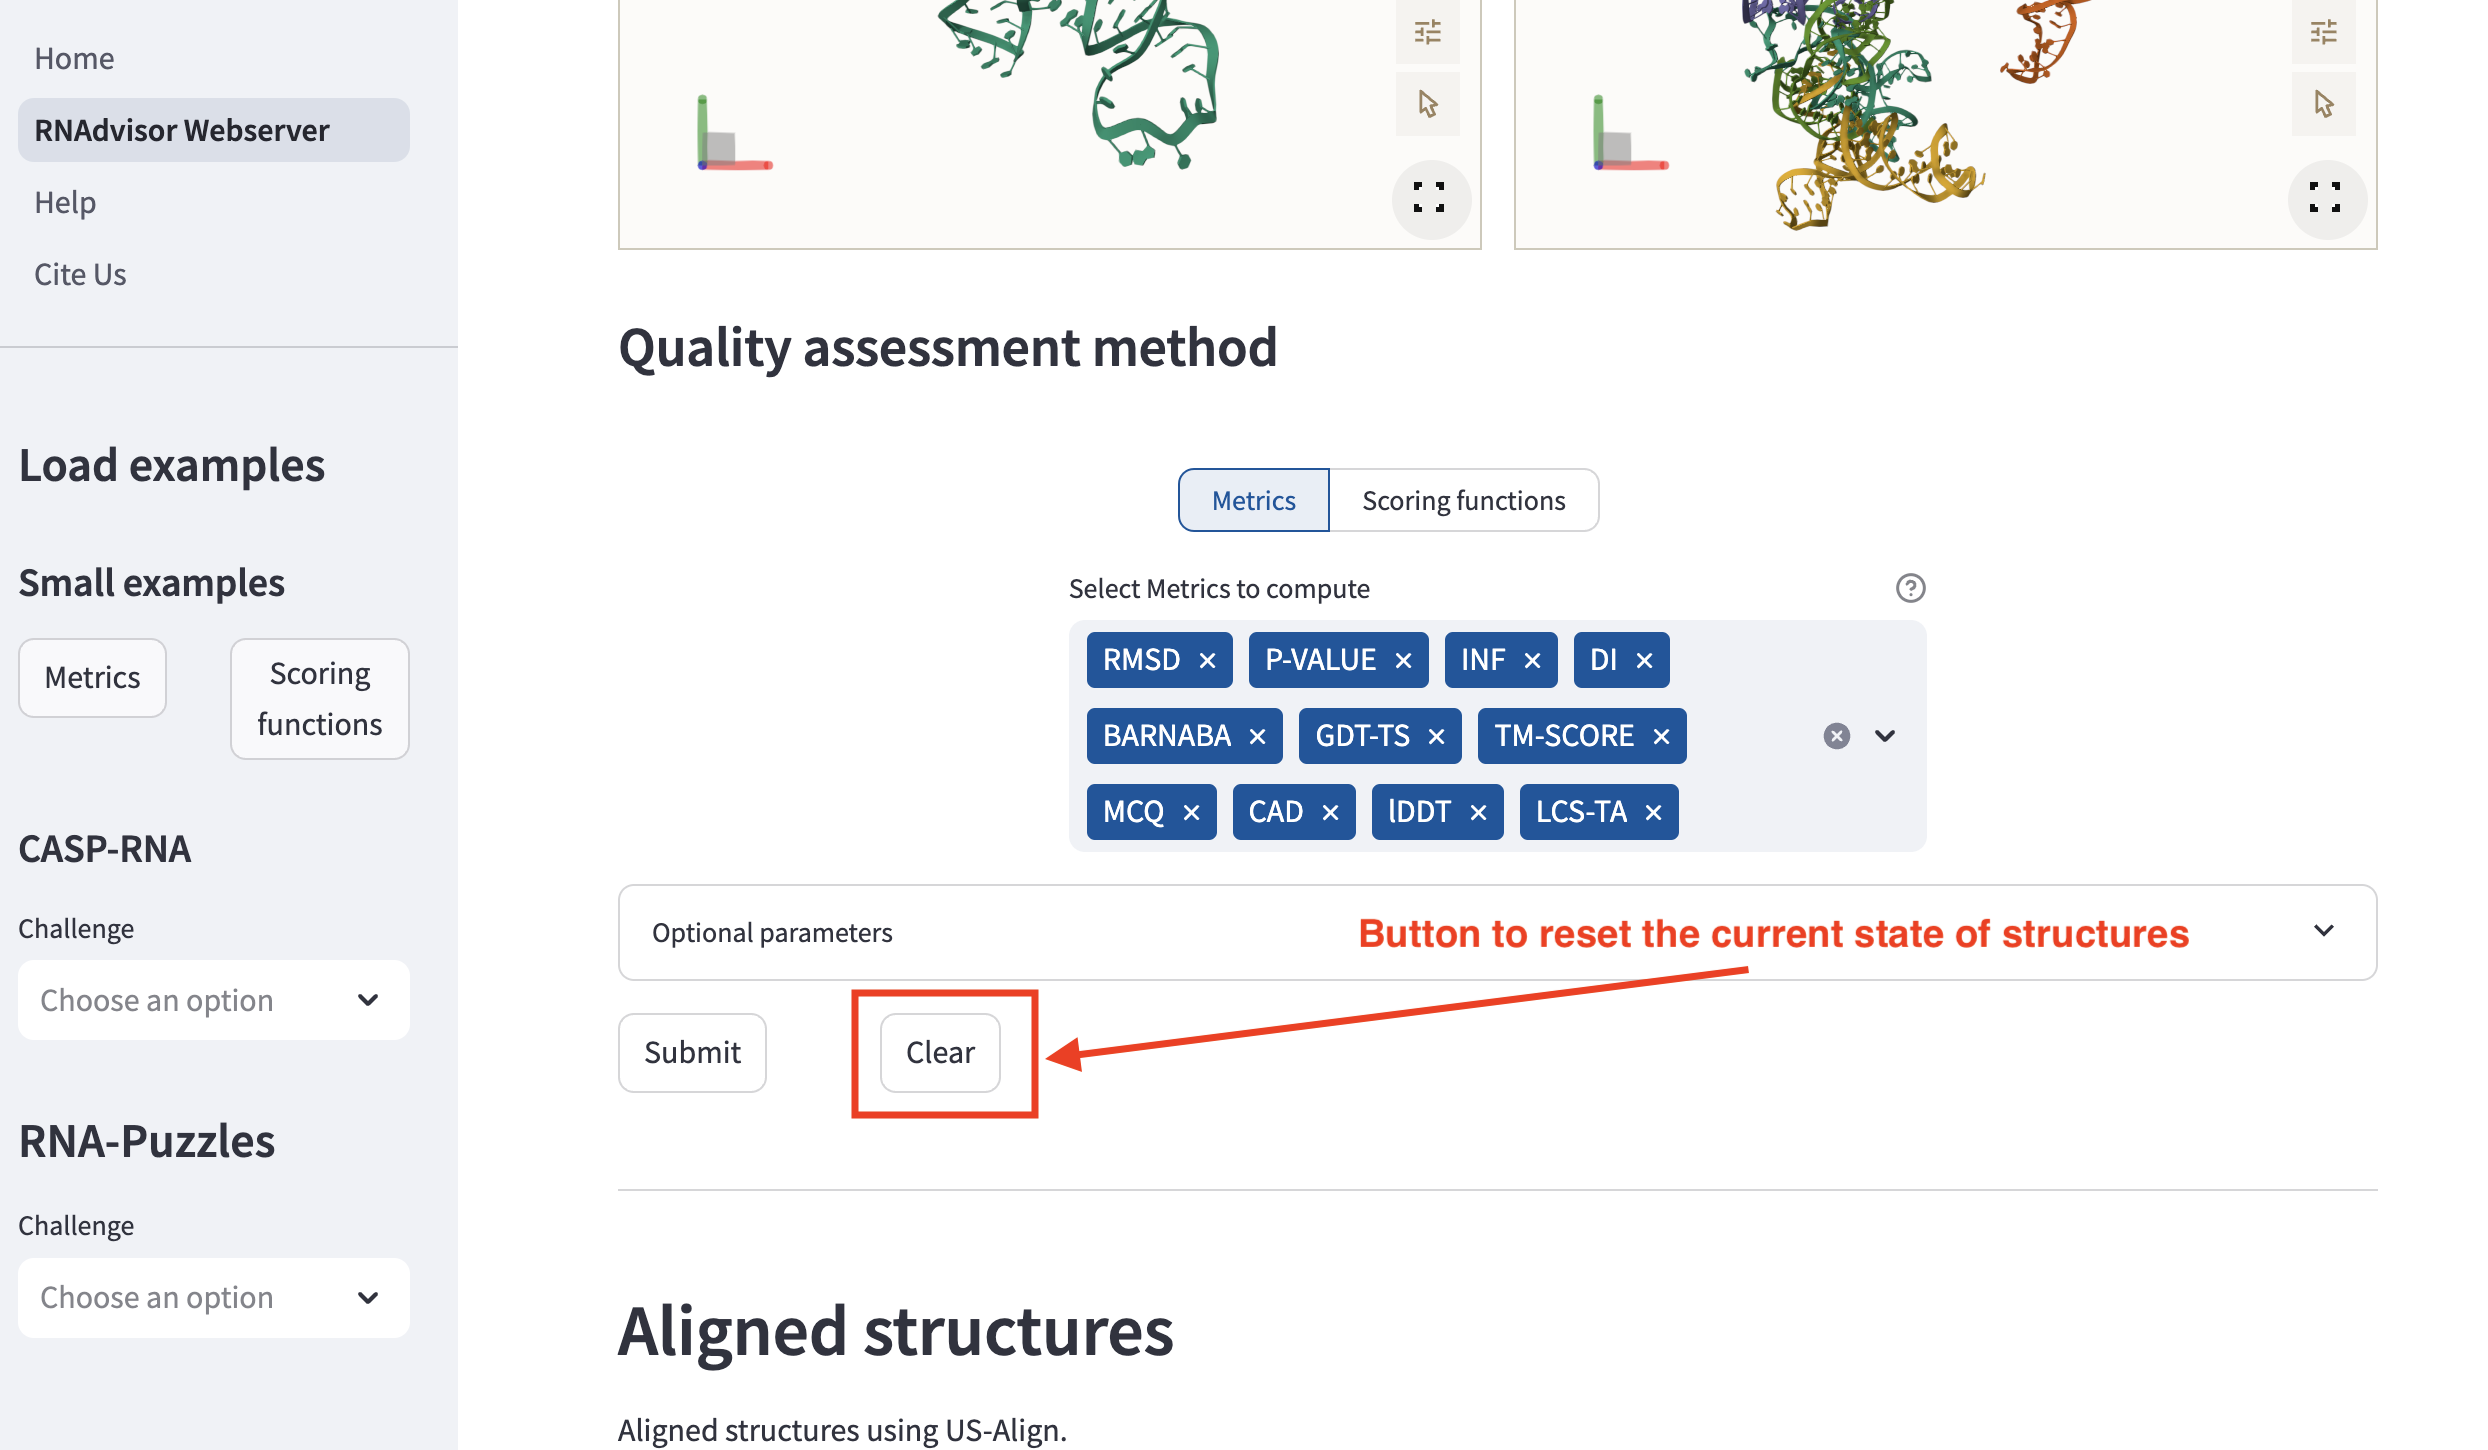 Home
RNAdvisor Webserver
Help
Cite Us
Load examples
Small examples
Metrics
Scoring
functions
CASP-RNA
Challenge
Choose an option
RNA-Puzzles
Challenge
Choose an option
Quality assessment method
Metrics
Scoring functions
Select Metrics to compute
RMSD P-VALUE INF DI
BARNABA GDT-TS TM-SCORE
MCQ CAD lDDT LCS-TA
Optional parameters
Button to reset the current state of structures
Submit
Clear
Aligned structures
Aligned structures using US-Align.